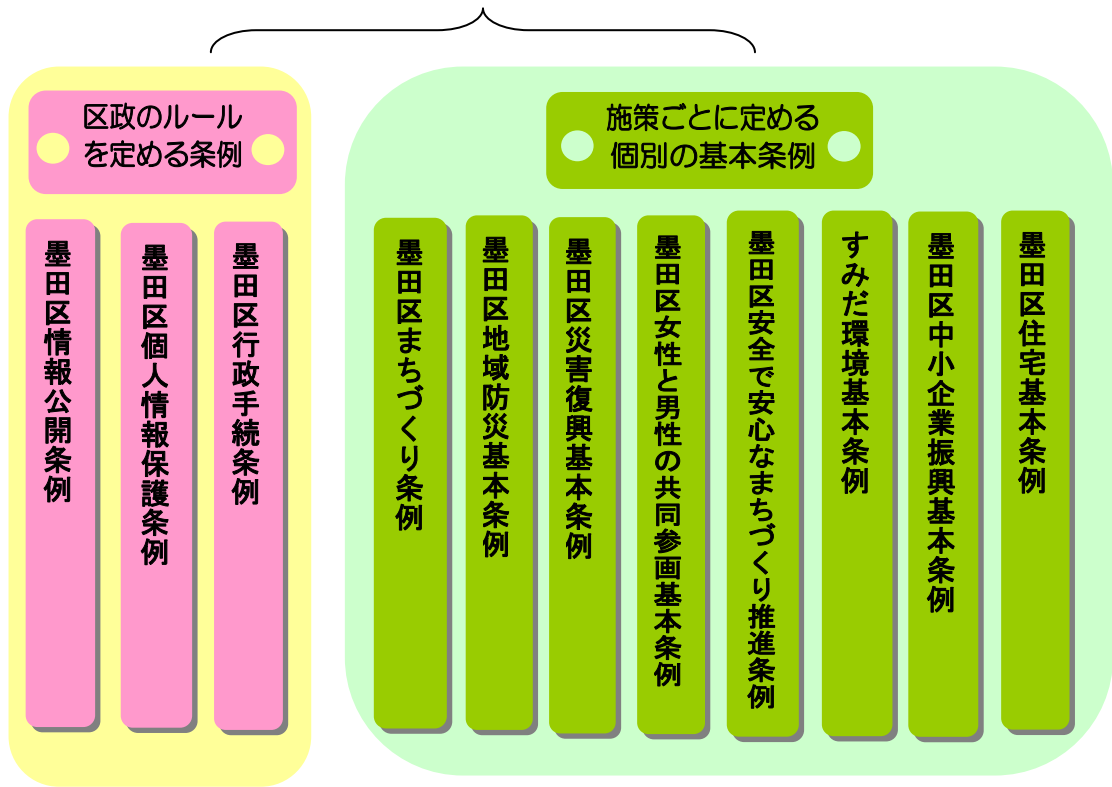 区政のルール
を定める条例
墨田区情報公開条例
墨田区個人情報保護条例
墨田区行政手続条例
施策ごとに定める
個別の基本条例
墨田区まちづくり条例
墨田区地域防災基本条例
墨田区災害復興基本条例
墨田区女性と男性の共同参画基本条例
墨田区安全で安心なまちづくり推進条例
すみだ環境基本条例
墨田区中小企業振興基本条例
墨田区住宅基本条例